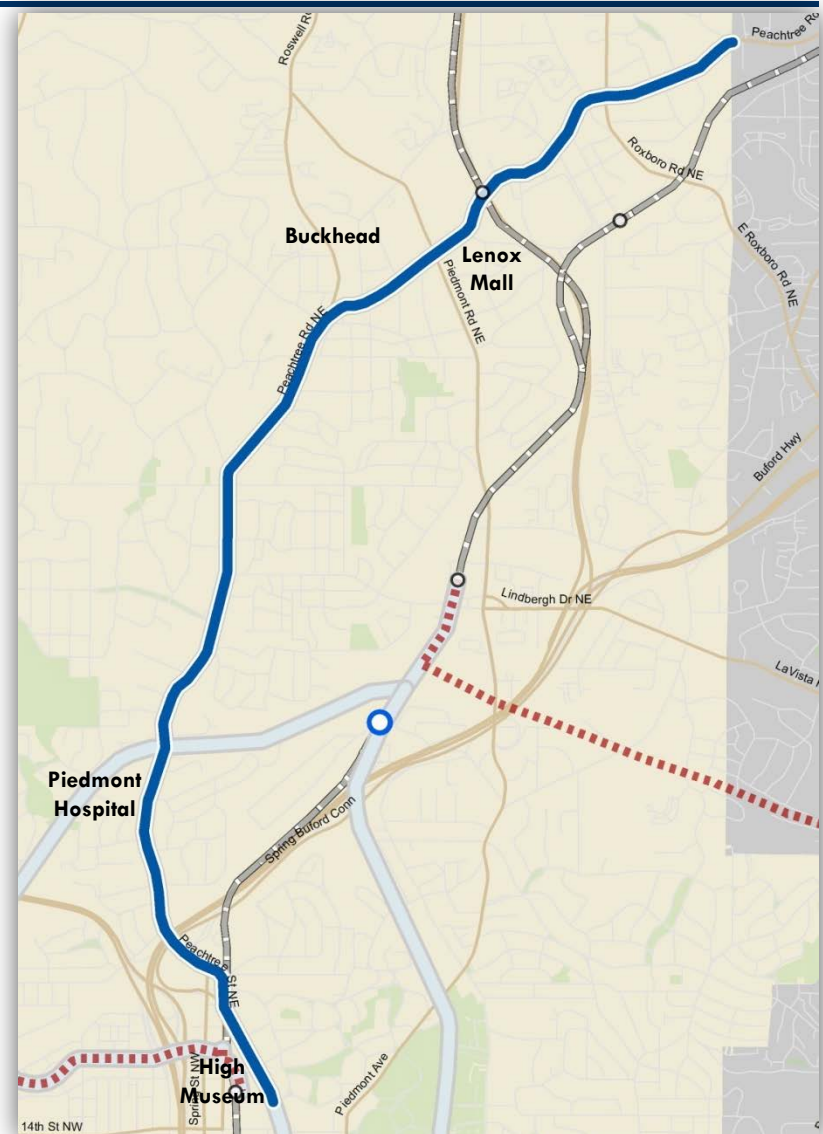 Peachtree Rd
Roswell Rd
Roxboro Rd NE
Buckhead
Lenox
Mall
E Roxboro Rd NE
Piedmont Rd NE
Peachtree Rd NE
Buford Hwy
Lindbergh Dr NE
LaVista
Piedmont
Hospital
Spring Buford Conn
Peachtree St NE
High
Museum
Spring St NW
Piedmont Ave
14th St NW